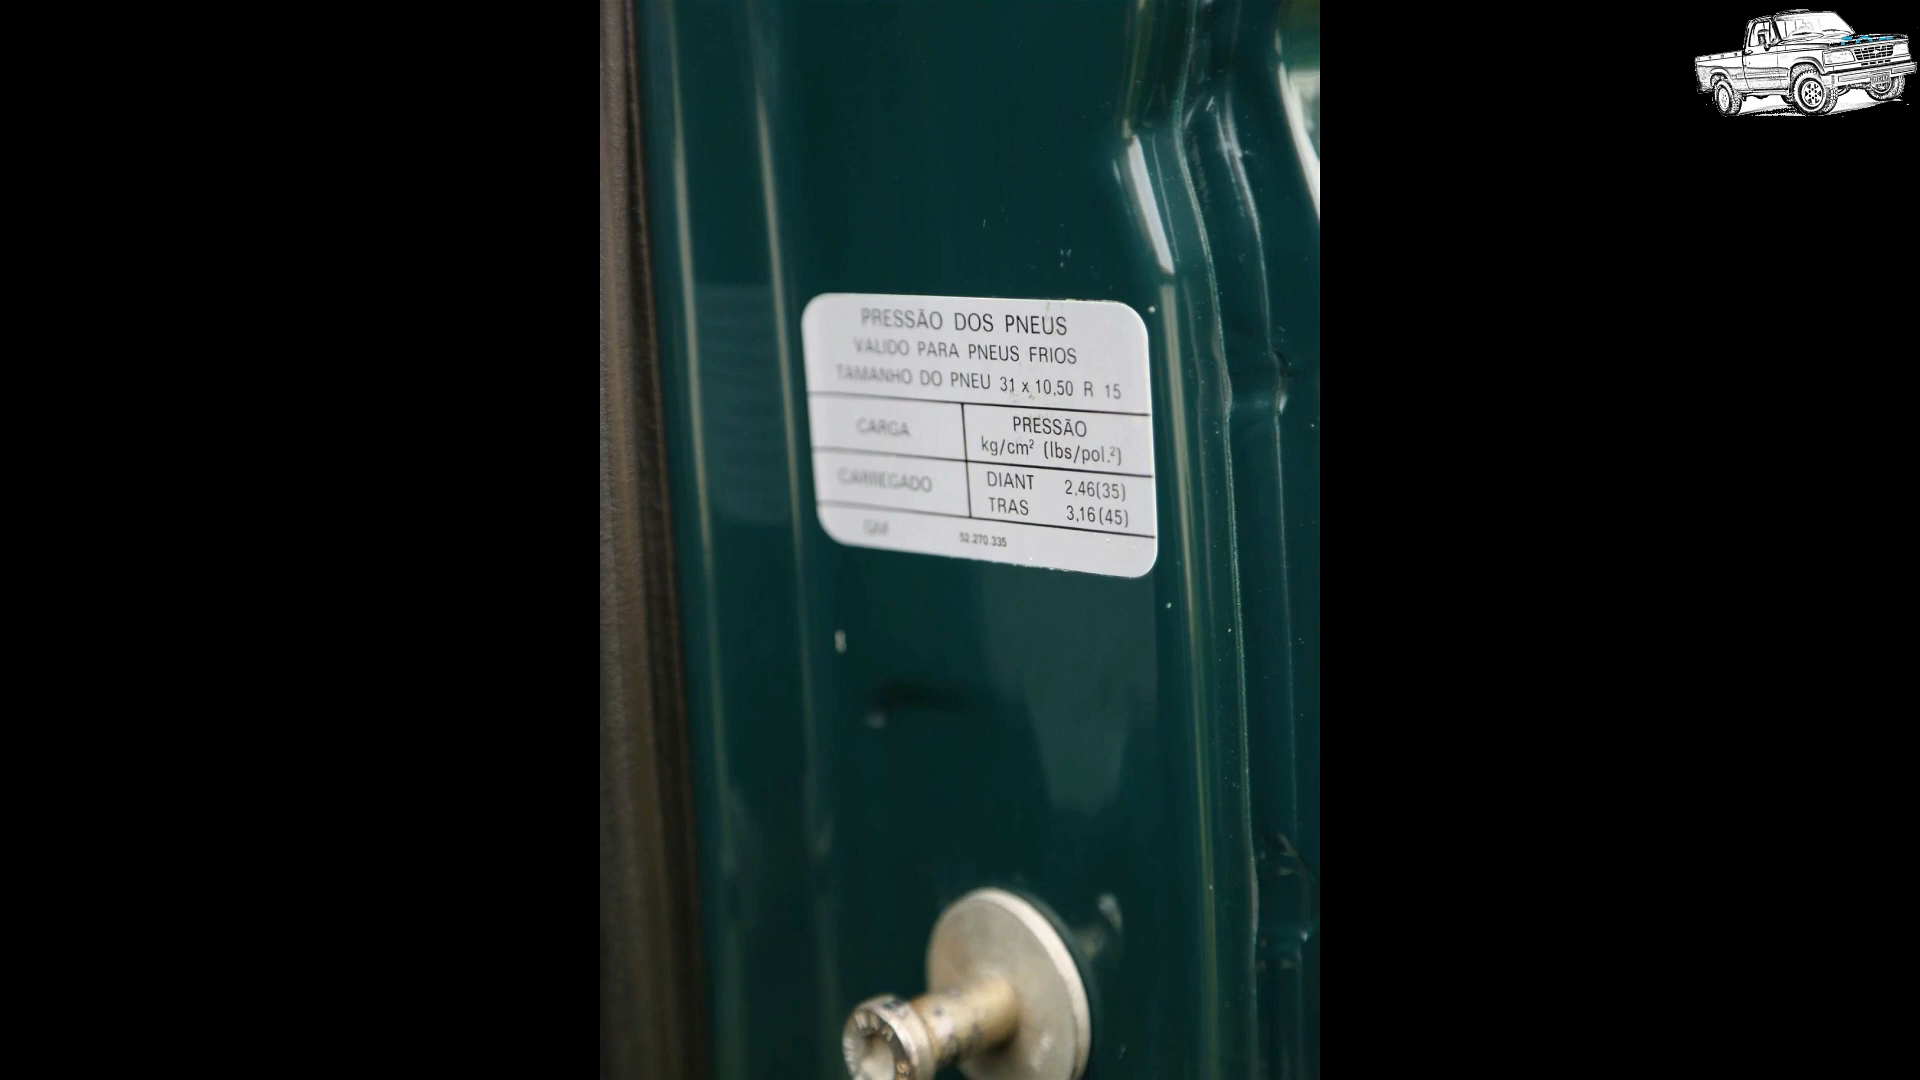 PRESSÃO DOS PNEUS
VALIDO PARA PNEUS FRIOS
TAMANHO DO PNEU 31 x 10,50 R 15
CARGA
PRESSÃO
kg/cm² (lbs/pol.²)
CARREGADO
DIANT 2,46(35)
TRAS 3,16(45)
GM 52.270.335